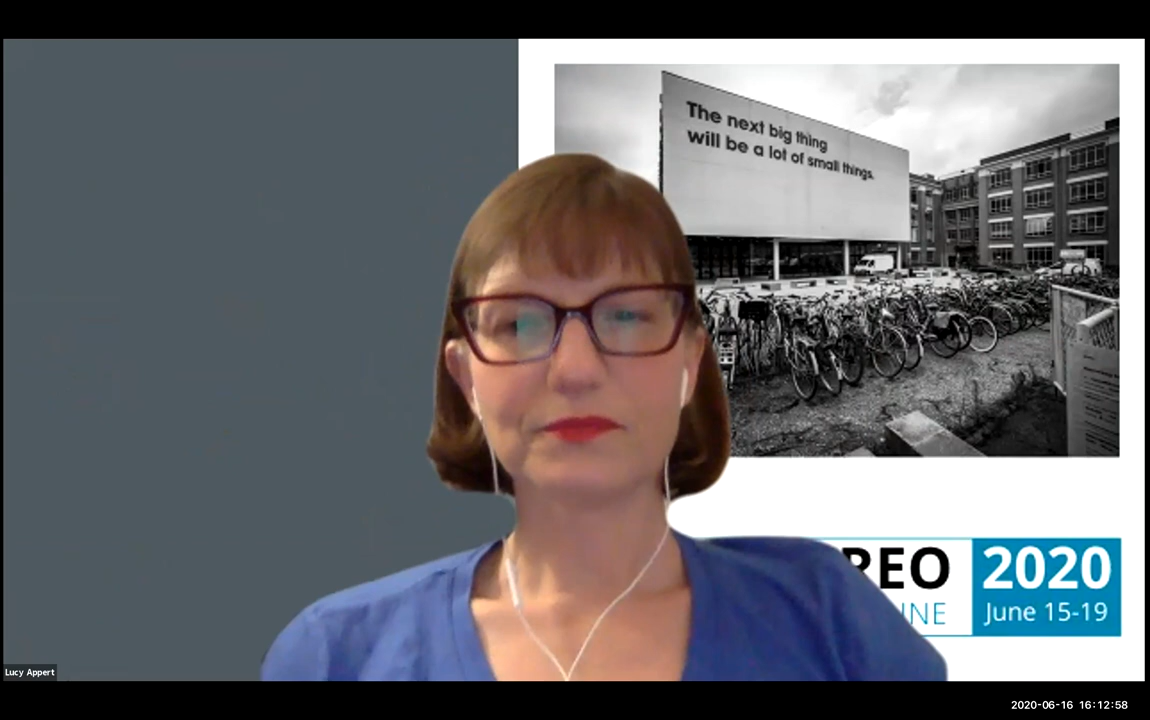 The next big thing
will be a lot of small things.
REO
2020
INE
June 15-19
Lucy Appert
2020-06-16 16:12:58